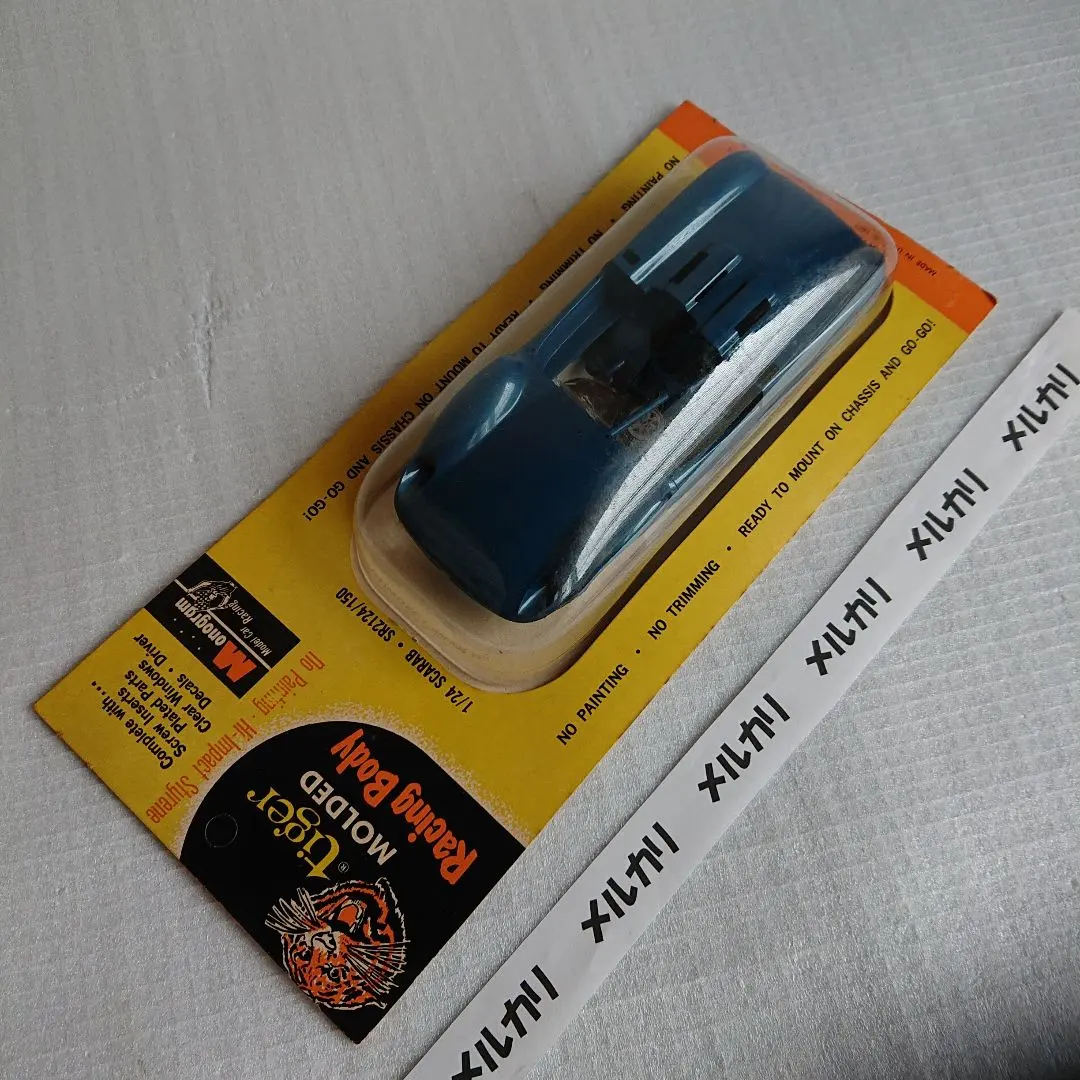 tiger®
MOLDED
Racing Body
No Painting · Hi-Impact Styrene
Complete with...
Screw Inserts
Plated Parts
Clear Windows · Driver
Decals
Monogram
Model Car Racing
1/24 SCARAB • SR2124/150
NO PAINTING • NO TRIMMING • READY TO MOUNT ON CHASSIS AND GO-GO!
NO PAINTING • NO TRIMMING • READY TO MOUNT ON CHASSIS AND GO-GO!
MADE IN U
メルカリ
メルカリ
メルカリ
メルカリ
メルカリ
メルカリ